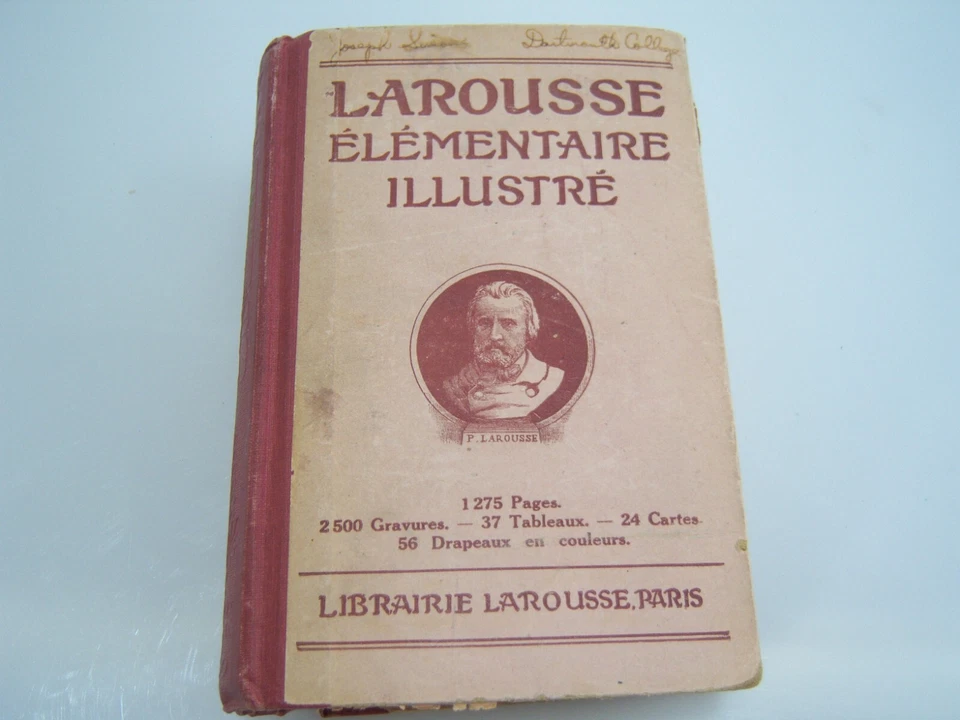 Joseph Dartmouth College
LAROUSSE
ÉLÉMENTAIRE
ILLUSTRÉ
P. LAROUSSE
1275 Pages.
2500 Gravures. — 37 Tableaux. — 24 Cartes.
56 Drapeaux en couleurs.
LIBRAIRIE LAROUSSE, PARIS